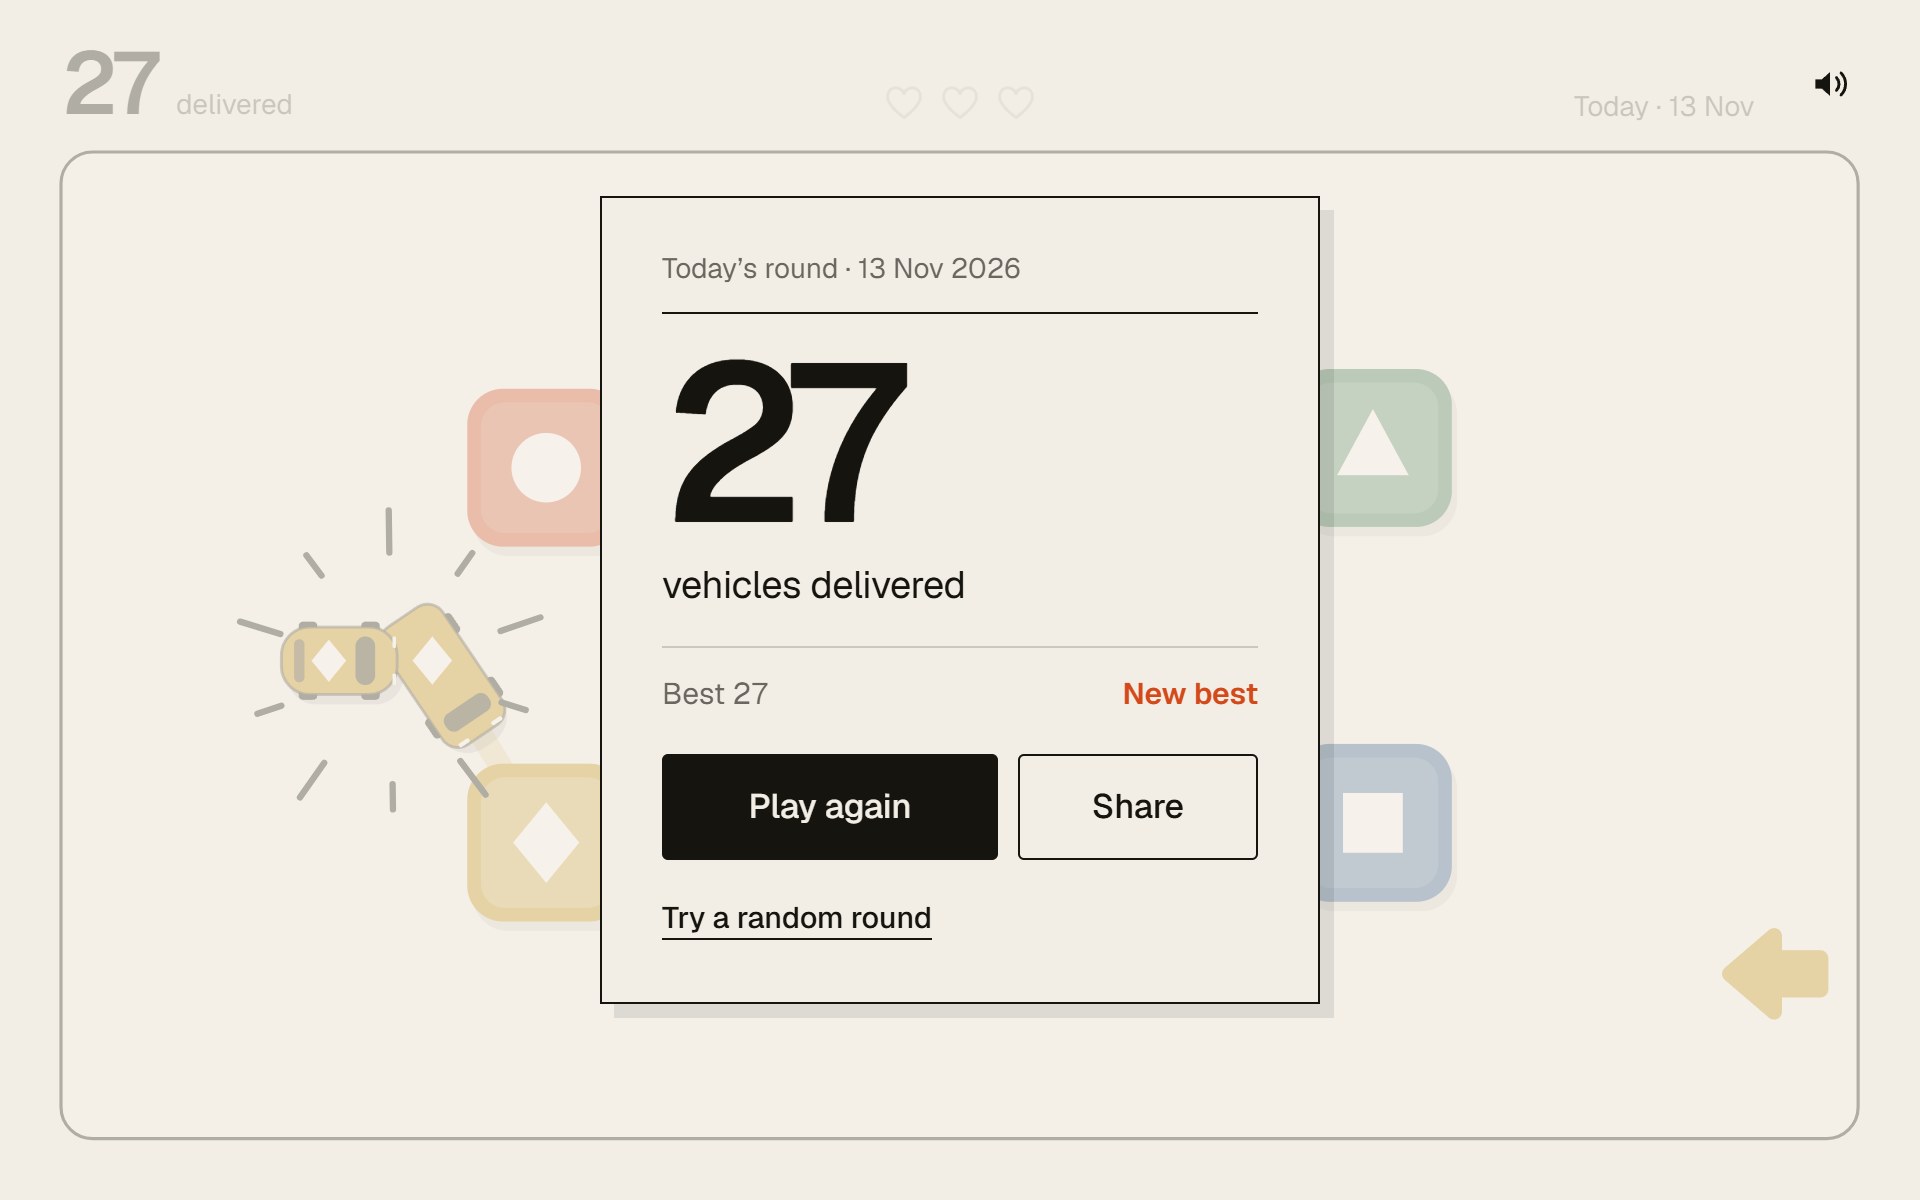 27 delivered
Today · 13 Nov
Today’s round · 13 Nov 2026
27
vehicles delivered
Best 27
New best
Play again
Share
Try a random round